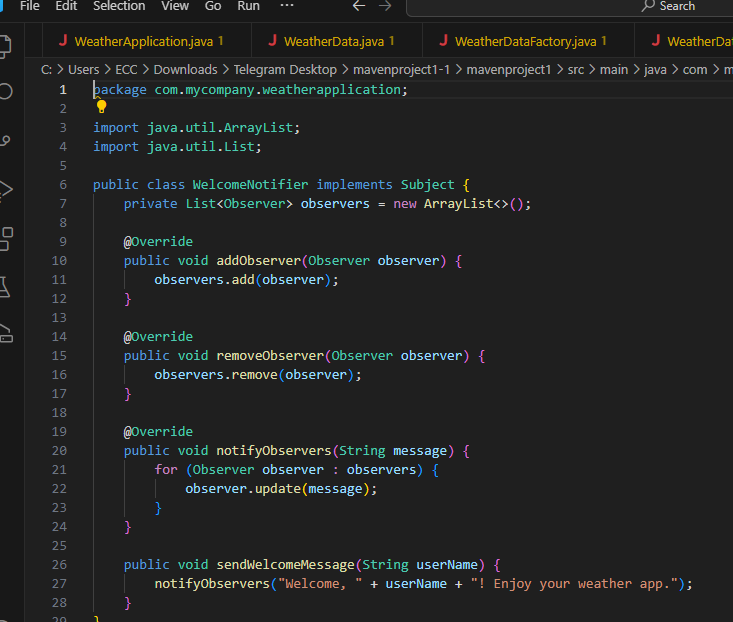 File Edit Selection View Go Run ··· ← → Search
J WeatherApplication.java 1 J WeatherData.java 1 J WeatherDataFactory.java 1 J WeatherDat
C: > Users > ECC > Downloads > Telegram Desktop > mavenproject1-1 > mavenproject1 > src > main > java > com > m
1 package com.mycompany.weatherapplication;
2
3 import java.util.ArrayList;
4 import java.util.List;
5
6 public class WelcomeNotifier implements Subject {
7     private List<Observer> observers = new ArrayList<>();
8
9     @Override
10     public void addObserver(Observer observer) {
11         observers.add(observer);
12     }
13
14     @Override
15     public void removeObserver(Observer observer) {
16         observers.remove(observer);
17     }
18
19     @Override
20     public void notifyObservers(String message) {
21         for (Observer observer : observers) {
22             observer.update(message);
23         }
24     }
25
26     public void sendWelcomeMessage(String userName) {
27         notifyObservers("Welcome, " + userName + "! Enjoy your weather app.");
28     }
29 }